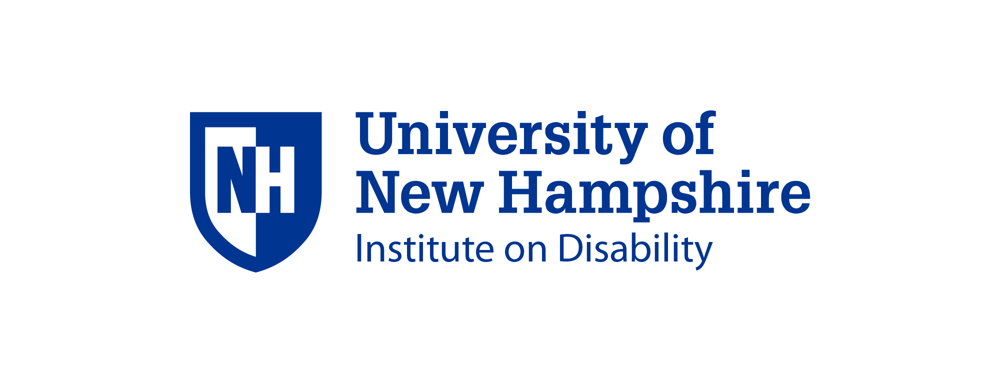 NH
University of
New Hampshire
Institute on Disability